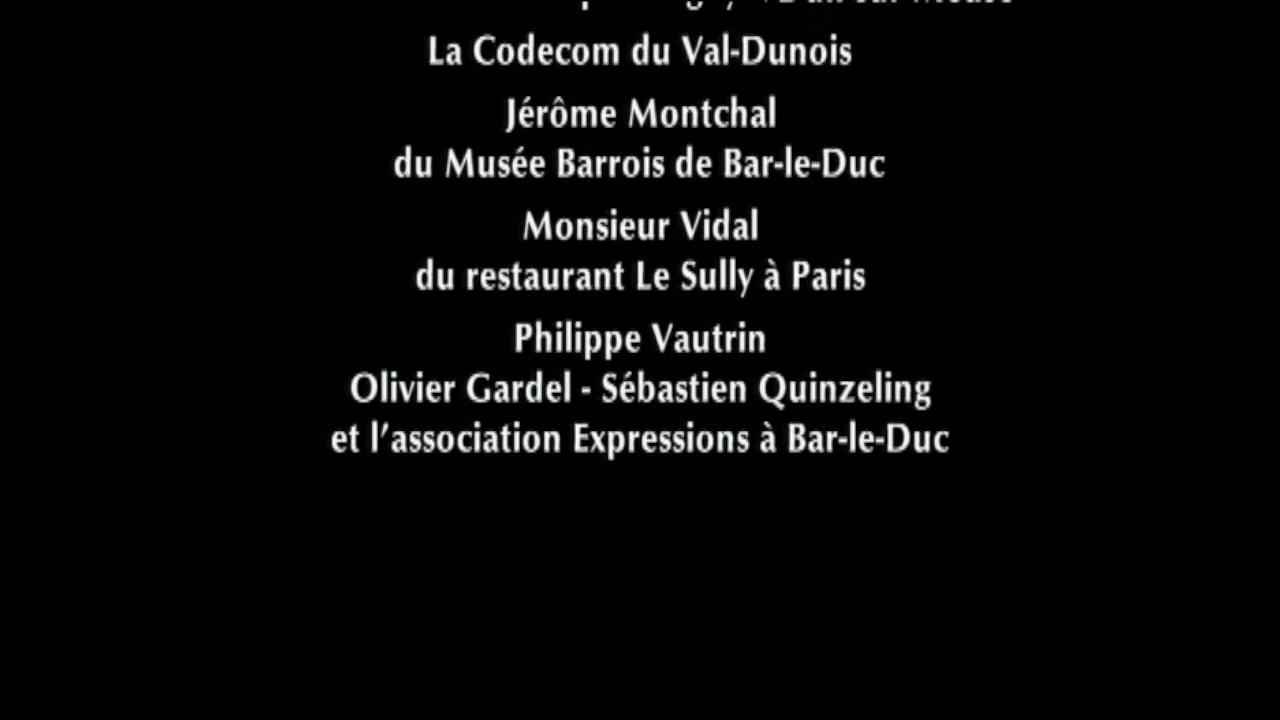 La Codecom du Val-Dunois
Jérôme Montchal
du Musée Barrois de Bar-le-Duc
Monsieur Vidal
du restaurant Le Sully à Paris
Philippe Vautrin
Olivier Gardel - Sébastien Quinzeling
et l’association Expressions à Bar-le-Duc